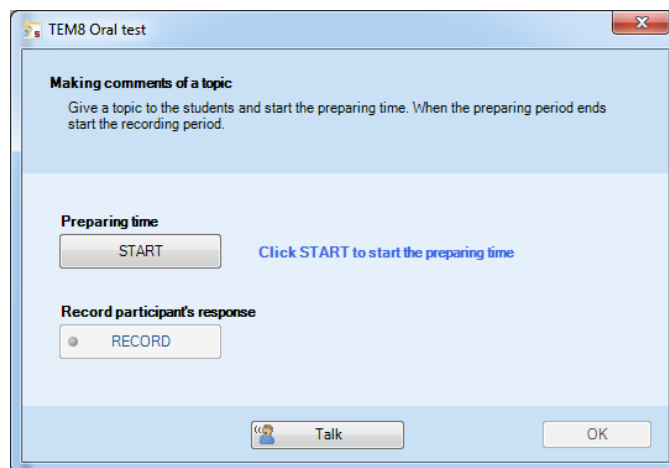 TEM8 Oral test
Making comments of a topic
Give a topic to the students and start the preparing time. When the preparing period ends
start the recording period.
Preparing time
START
Click START to start the preparing time
Record participant's response
RECORD
Talk
OK